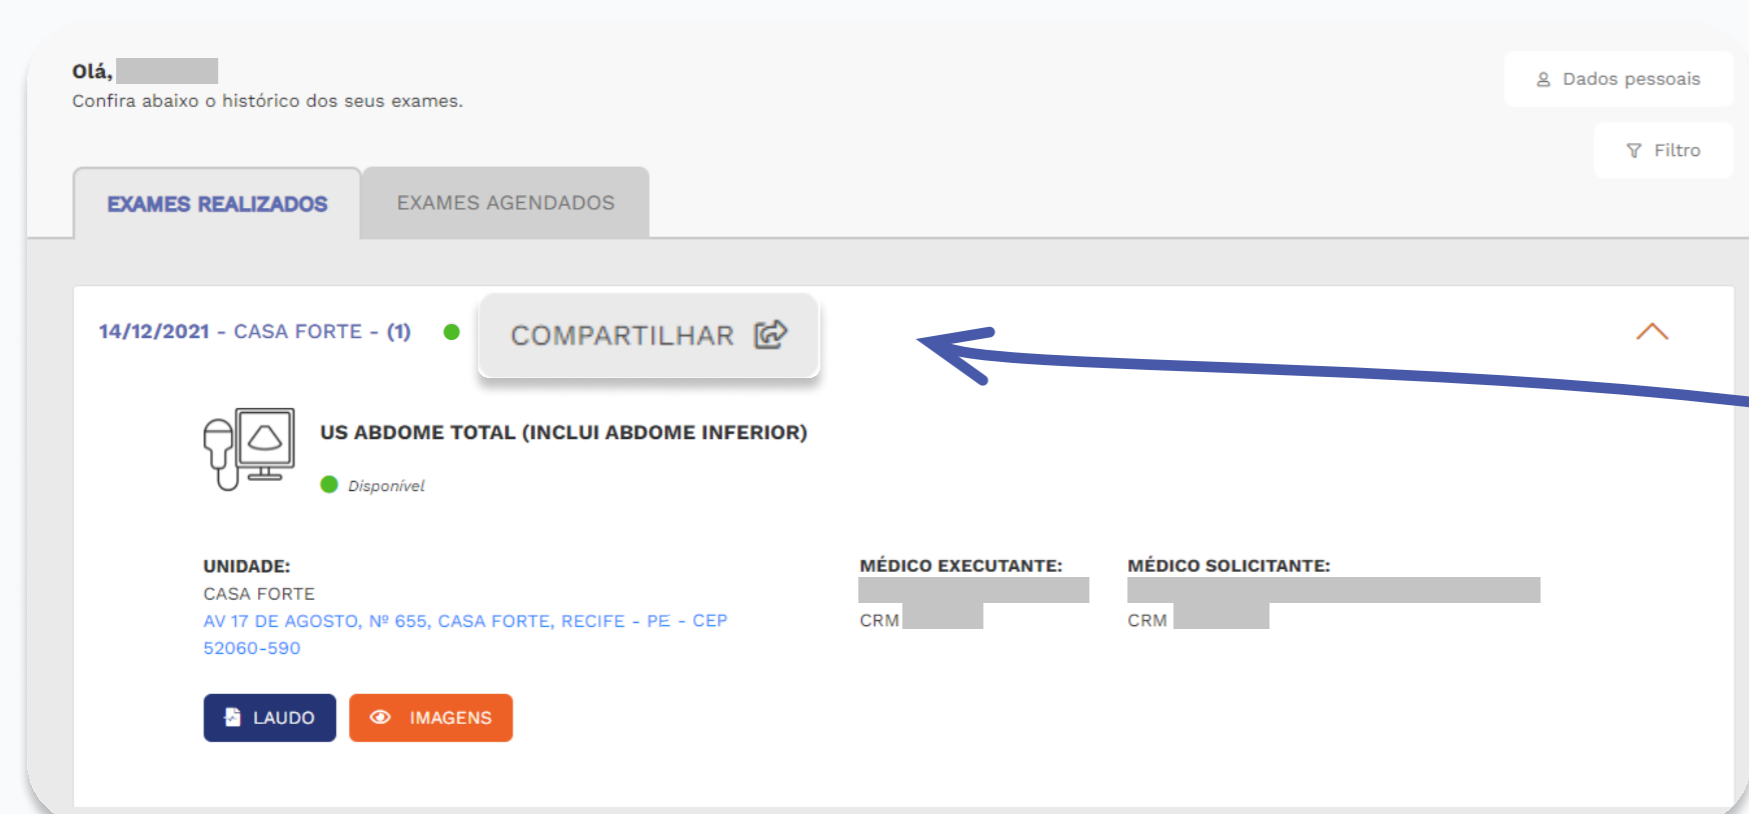 Olá,
Confira abaixo o histórico dos seus exames.
Dados pessoais
Filtro
EXAMES REALIZADOS
EXAMES AGENDADOS
14/12/2021 - CASA FORTE - (1)
COMPARTILHAR
US ABDOME TOTAL (INCLUI ABDOME INFERIOR)
Disponível
UNIDADE:
CASA FORTE
AV 17 DE AGOSTO, Nº 655, CASA FORTE, RECIFE - PE - CEP
52060-590
MÉDICO EXECUTANTE:
CRM
MÉDICO SOLICITANTE:
CRM
LAUDO
IMAGENS